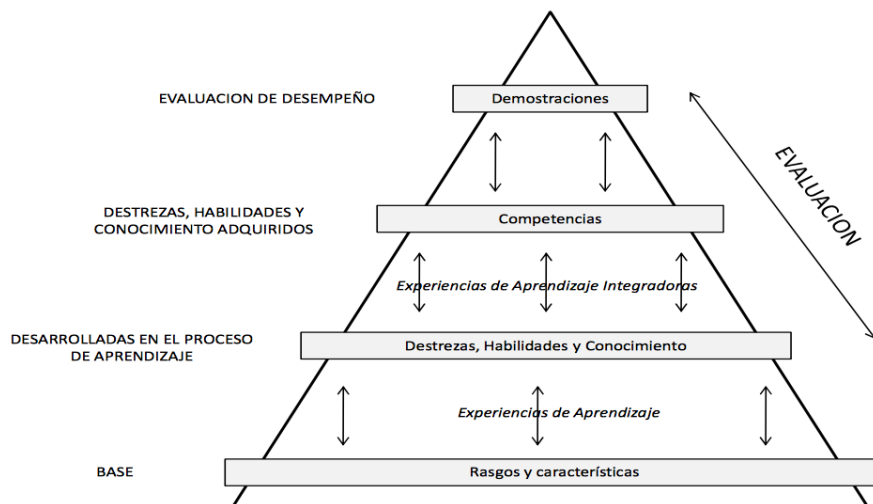 EVALUACION DE DESEMPEÑO
Demostraciones
EVALUACION
DESTREZAS, HABILIDADES Y
CONOCIMIENTO ADQUIRIDOS
Competencias
Experiencias de Aprendizaje Integradoras
DESARROLLADAS EN EL PROCESO
DE APRENDIZAJE
Destrezas, Habilidades y Conocimiento
Experiencias de Aprendizaje
BASE
Rasgos y características